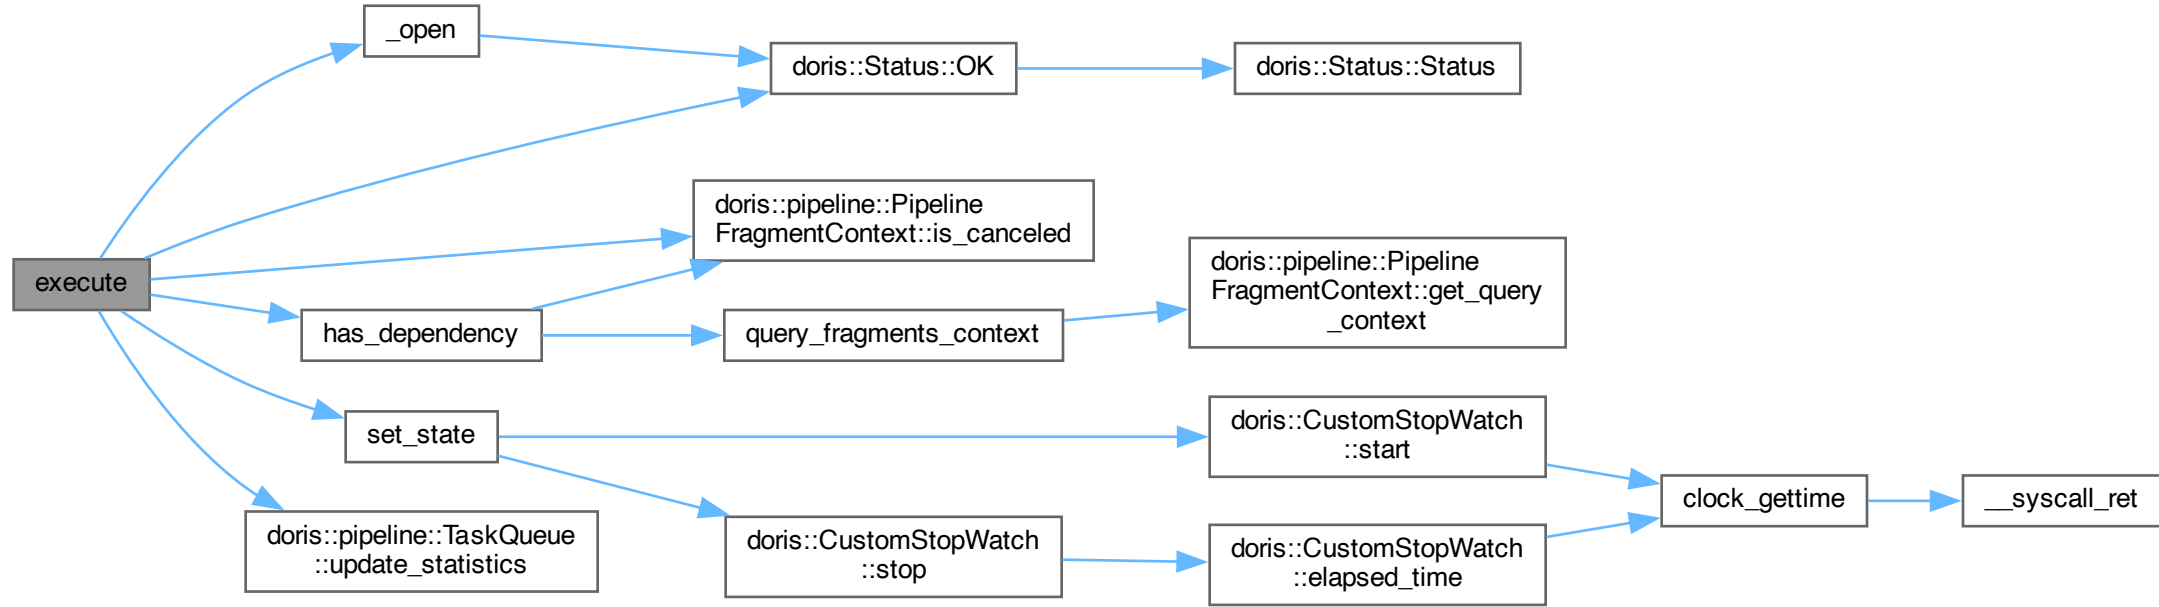 _open
doris::Status::OK
doris::Status::Status
doris::pipeline::Pipeline
FragmentContext::is_canceled
execute
doris::pipeline::Pipeline
FragmentContext::get_query
_context
has_dependency
query_fragments_context
set_state
doris::CustomStopWatch
::start
clock_gettime
__syscall_ret
doris::pipeline::TaskQueue
::update_statistics
doris::CustomStopWatch
::stop
doris::CustomStopWatch
::elapsed_time